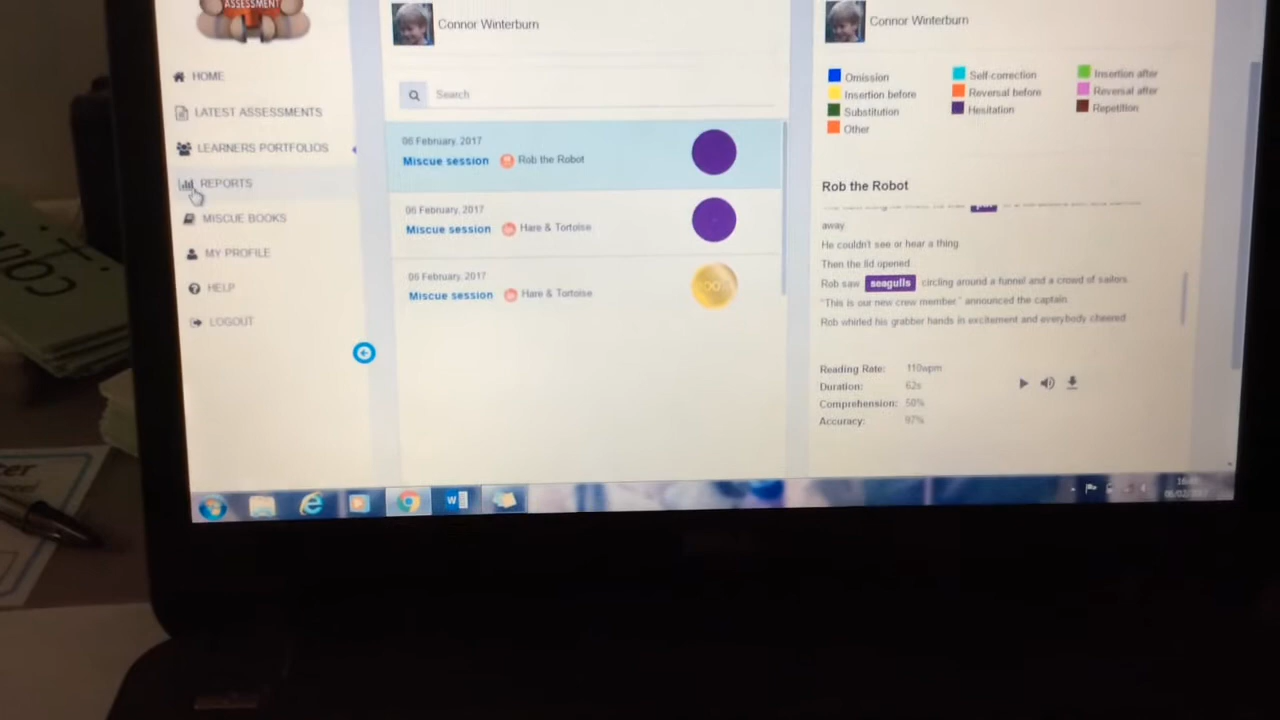 ASSESSMENT
HOME
LATEST ASSESSMENTS
LEARNERS PORTFOLIOS
REPORTS
MISCUE BOOKS
MY PROFILE
HELP
LOGOUT
Connor Winterburn
Search
06 February, 2017
Miscue session Rob the Robot
06 February, 2017
Miscue session Hare & Tortoise
06 February, 2017
Miscue session Hare & Tortoise
100%
Connor Winterburn
Omission Self-correction Insertion after
Insertion before Reversal before Reversal after
Substitution Hesitation Repetition
Other
Rob the Robot
away
He couldn't see or hear a thing
Then the lid opened
Rob saw seagulls circling around a funnel and a crowd of sailors
"This is our new crew member" announced the captain
Rob whirled his grabber hands in excitement and everybody cheered
Reading Rate: 110wpm
Duration: 62s
Comprehension: 50%
Accuracy: 97%